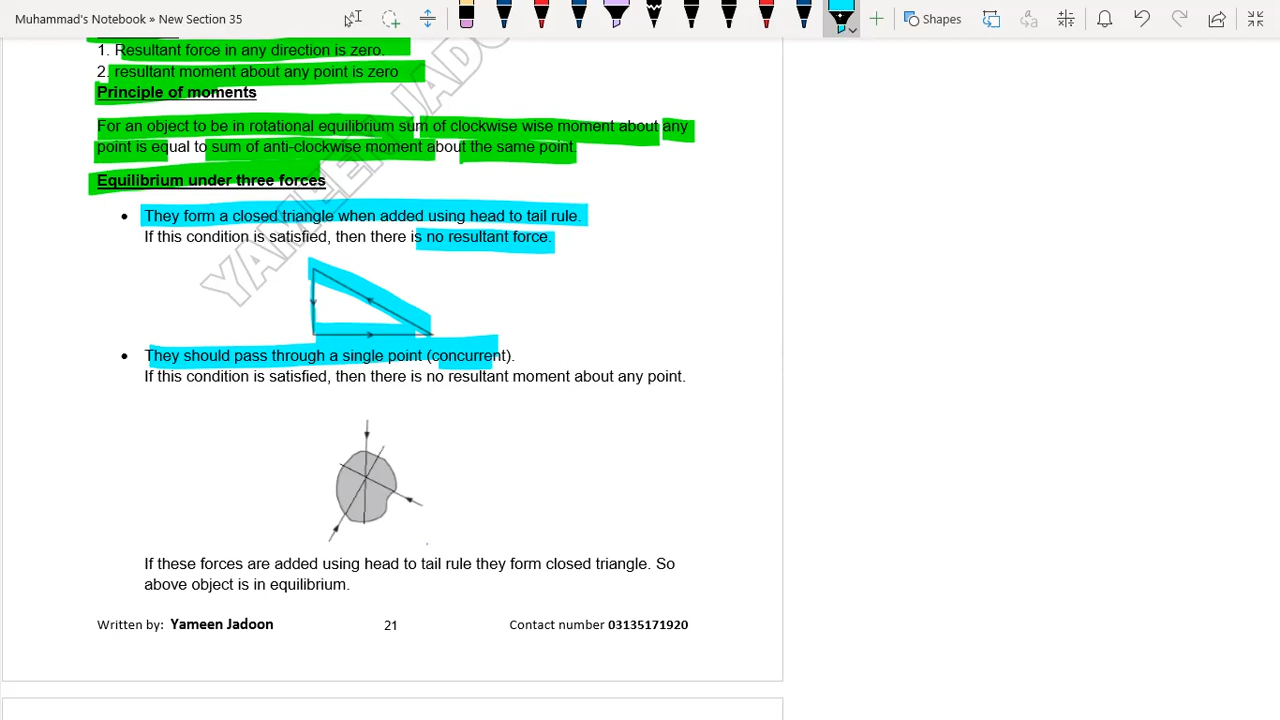 Muhammad's Notebook » New Section 35
Shapes
1. Resultant force in any direction is zero.
2. resultant moment about any point is zero
Principle of moments
For an object to be in rotational equilibrium sum of clockwise wise moment about any
point is equal to sum of anti-clockwise moment about the same point.
Equilibrium under three forces
• They form a closed triangle when added using head to tail rule.
If this condition is satisfied, then there is no resultant force.
• They should pass through a single point (concurrent).
If this condition is satisfied, then there is no resultant moment about any point.
If these forces are added using head to tail rule they form closed triangle. So
above object is in equilibrium.
Written by: Yameen Jadoon 21 Contact number 03135171920
YAMEEN JADO